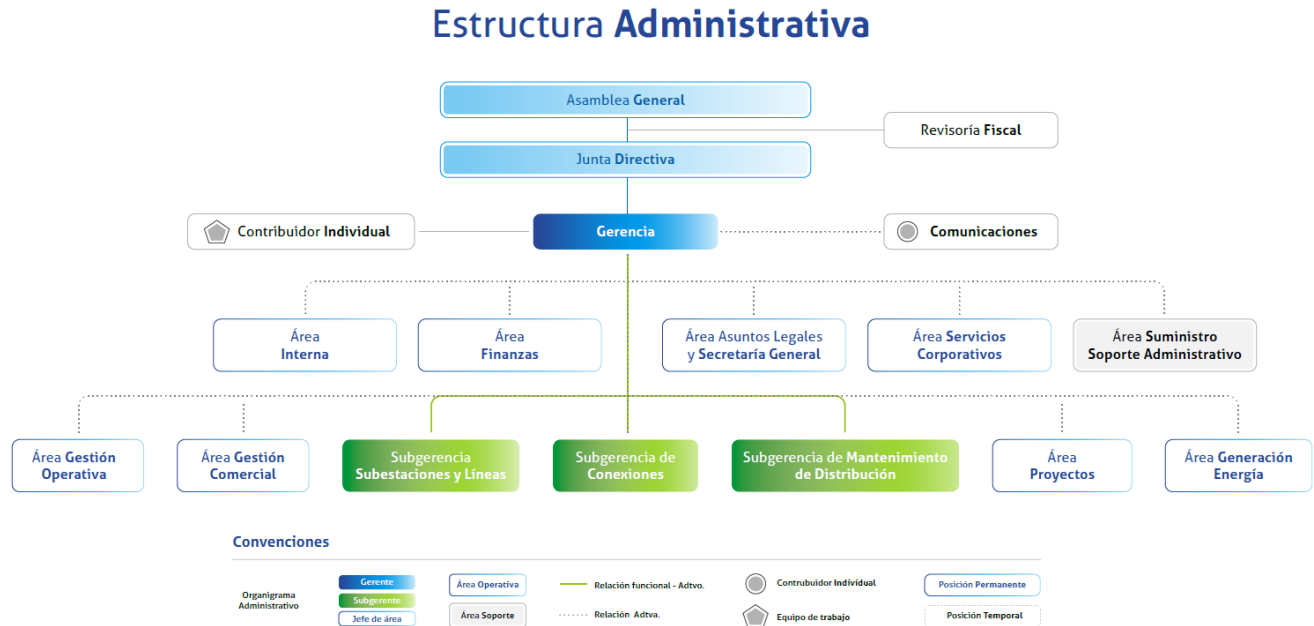 Estructura Administrativa
Asamblea General
Revisoría Fiscal
Junta Directiva
Contribuidor Individual
Gerencia
Comunicaciones
Área
Interna
Área
Finanzas
Área Asuntos Legales
y Secretaría General
Área Servicios
Corporativos
Área Suministro
Soporte Administrativo
Área Gestión
Operativa
Área Gestión
Comercial
Subgerencia
Subestaciones y Líneas
Subgerencia de
Conexiones
Subgerencia de Mantenimiento
de Distribución
Área
Proyectos
Área Generación
Energía
Convenciones
Organigrama
Administrativo
Gerente
Subgerente
Jefe de área
Área Operativa
Área Soporte
Relación funcional - Adtvo.
Relación Adtva.
Contrubuidor Individual
Equipo de trabajo
Posición Permanente
Posición Temporal